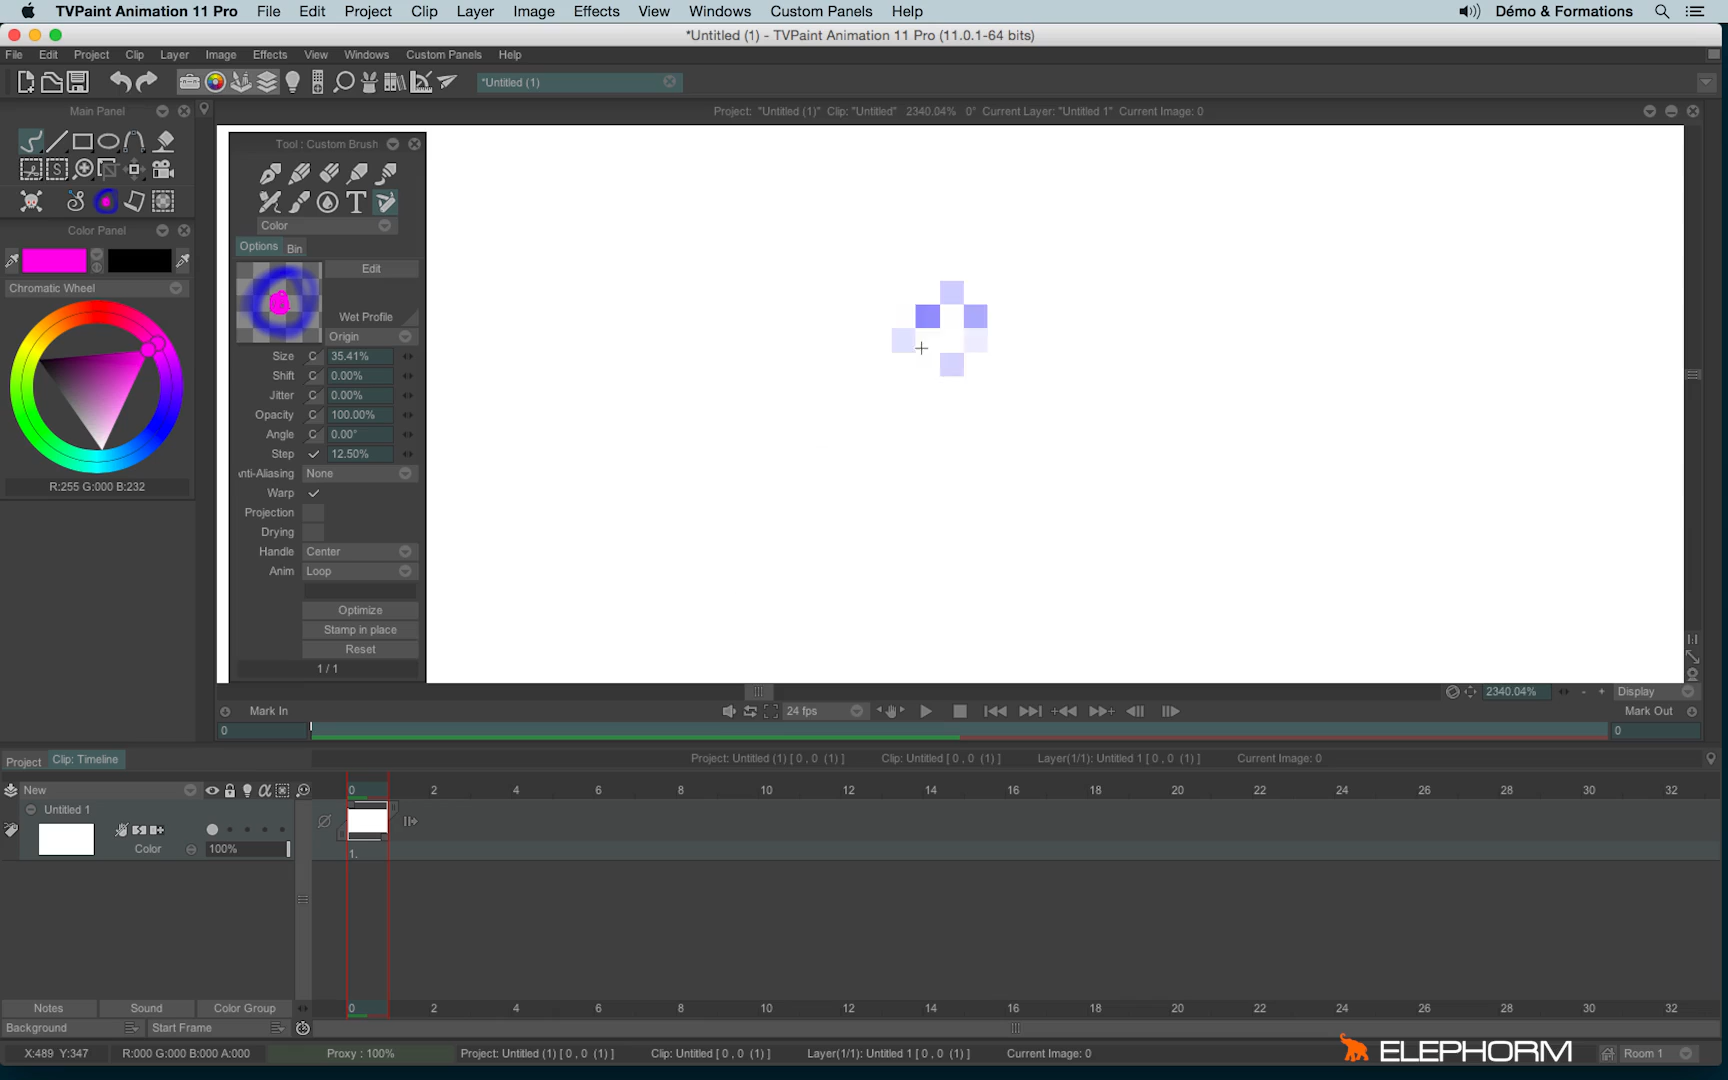 TVPaint Animation 11 Pro File Edit Project Clip Layer Image Effects View Windows Custom Panels Help Démo & Formations
*Untitled (1) - TVPaint Animation 11 Pro (11.0.1-64 bits)
File Edit Project Clip Layer Image Effects View Windows Custom Panels Help
*Untitled (1)
Main Panel
Project: "Untitled (1)" Clip: "Untitled" 2340.04% 0° Current Layer: "Untitled 1" Current Image: 0
Tool : Custom Brush
Color
Options Bin
Edit
Wet Profile
Origin
Size C 35.41%
Shift C 0.00%
Jitter C 0.00%
Opacity C 100.00%
Angle C 0.00°
Step 12.50%
nti-Aliasing None
Warp
Projection
Drying
Handle Center
Anim Loop
Optimize
Stamp in place
Reset
1 / 1
Color Panel
Chromatic Wheel
R:255 G:000 B:232
2340.04% - + Display
Mark In 24 fps Mark Out
0 0
Project Clip: Timeline Project: Untitled (1) [ 0 , 0 (1) ] Clip: Untitled [ 0 , 0 (1) ] Layer(1/1): Untitled 1 [ 0 , 0 (1) ] Current Image: 0
New 0 2 4 6 8 10 12 14 16 18 20 22 24 26 28 30 32
Untitled 1
Color 100% 1.
Notes Sound Color Group 0 2 4 6 8 10 12 14 16 18 20 22 24 26 28 30 32
Background Start Frame
X:489 Y:347 R:000 G:000 B:000 A:000 Proxy : 100% Project: Untitled (1) [ 0 , 0 (1) ] Clip: Untitled [ 0 , 0 (1) ] Layer(1/1): Untitled 1 [ 0 , 0 (1) ] Current Image: 0 ELEPHORM Room 1